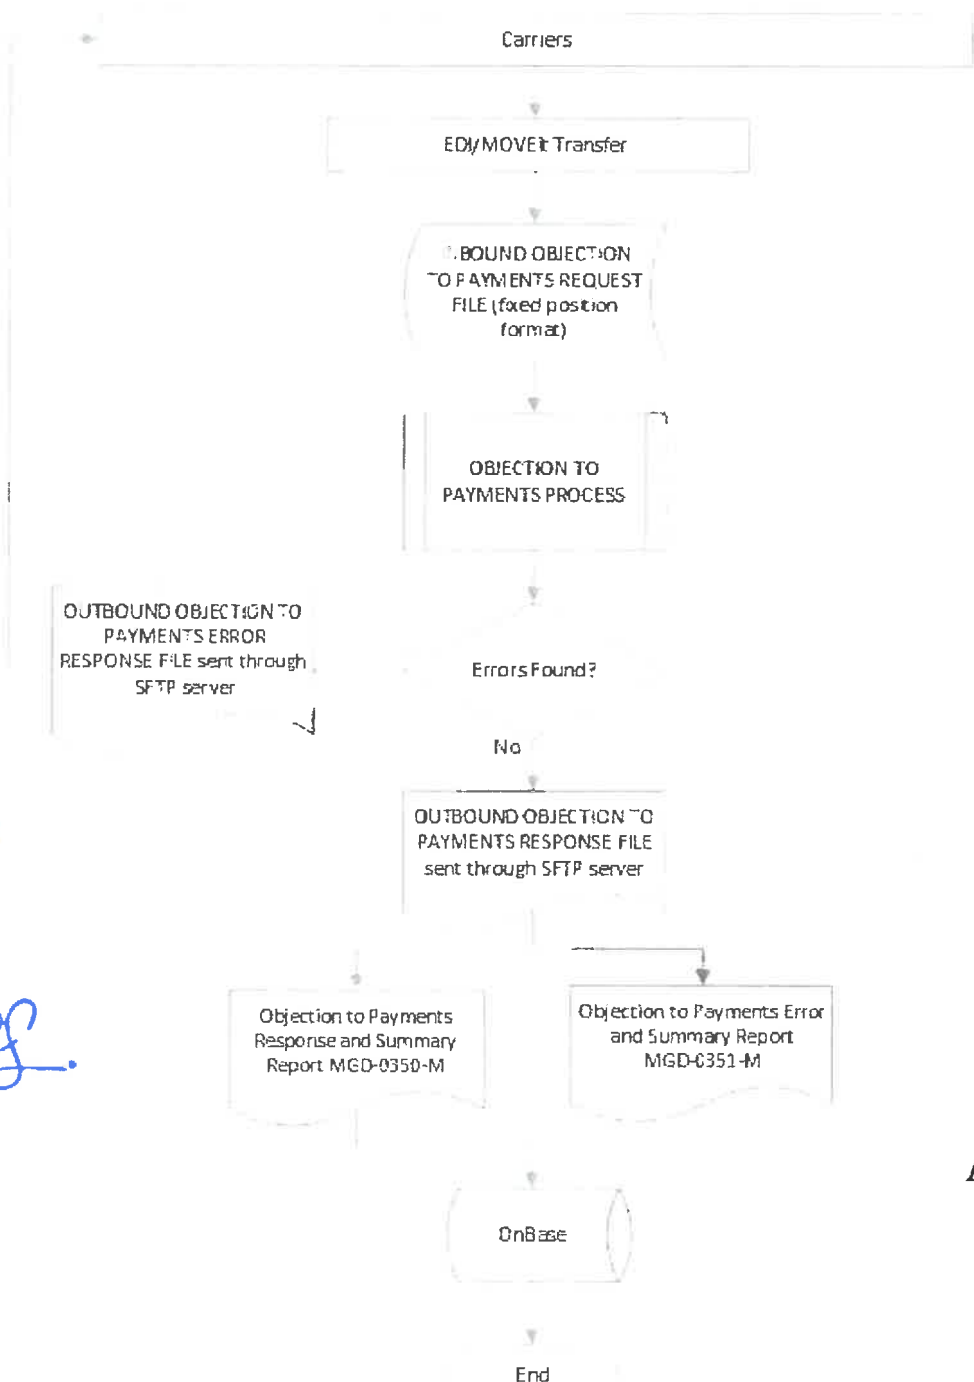 Carriers
EDI/MOVEit Transfer
BOUND OBJECTION
TO PAYMENTS REQUEST
FILE (fixed position
format)
OBJECTION TO
PAYMENTS PROCESS
OUTBOUND OBJECTION TO
PAYMENTS ERROR
RESPONSE FILE sent through
SFTP server
Errors Found?
No
OUTBOUND OBJECTION TO
PAYMENTS RESPONSE FILE
sent through SFTP server
Objection to Payments
Response and Summary
Report MGD-0350-M
Objection to Payments Error
and Summary Report
MGD-0351-M
OnBase
End